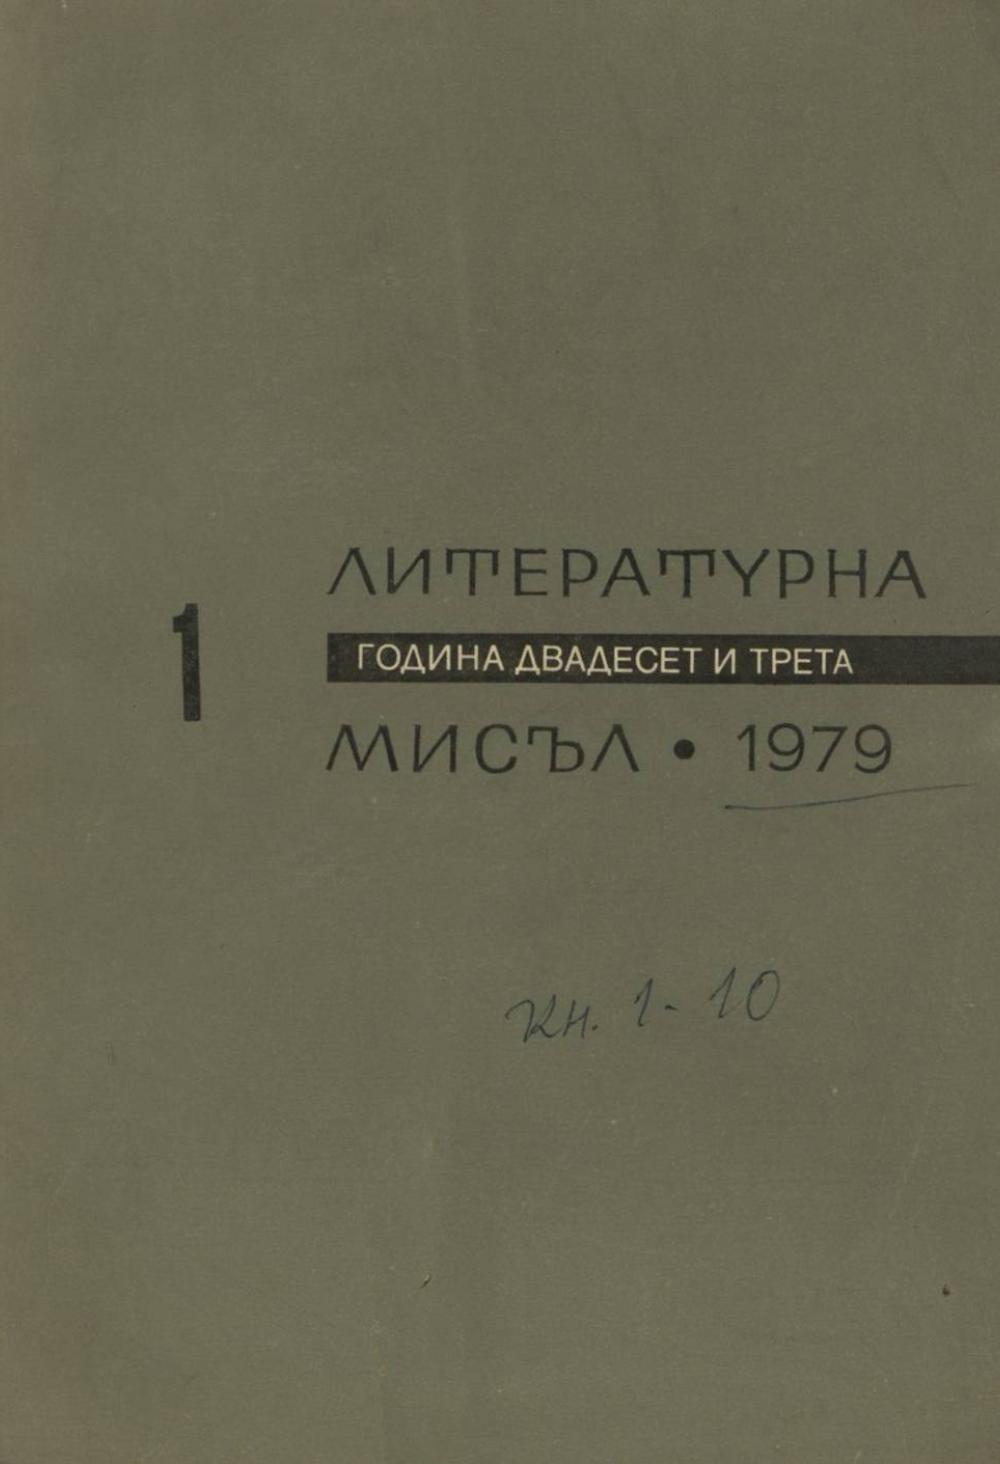 ЛИТЕРАТУРНА
1
ГОДИНА ДВАДЕСЕТ И ТРЕТА
МИСЪЛ • 1979
кн. 1-10